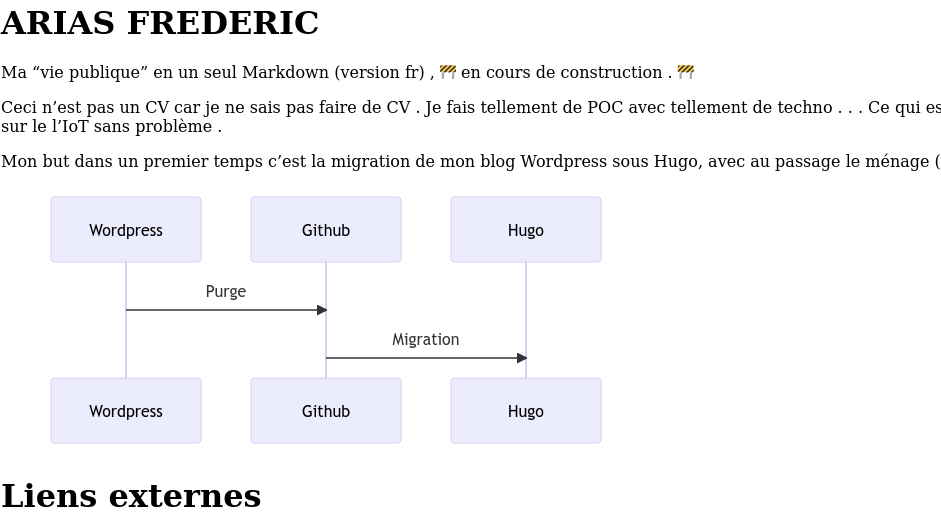 ARIAS FREDERIC
Ma “vie publique” en un seul Markdown (version fr) , 🚧 en cours de construction . 🚧
Ceci n’est pas un CV car je ne sais pas faire de CV . Je fais tellement de POC avec tellement de techno . . . Ce qui
sur le l’IoT sans problème .
Mon but dans un premier temps c’est la migration de mon blog Wordpress sous Hugo, avec au passage le ménage (
Wordpress Github Hugo
Purge
Migration
Wordpress Github Hugo
Liens externes